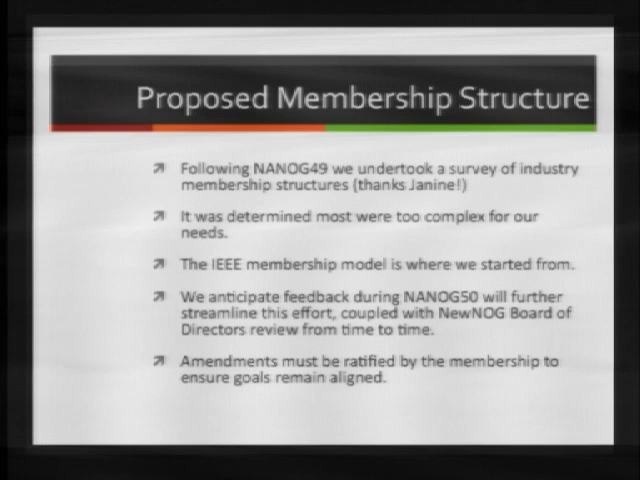 Proposed Membership Structure
Following NANOG49 we undertook a survey of industry
membership structures (thanks Janine!)
It was determined most were too complex for our
needs.
The IEEE membership model is where we started from.
We anticipate feedback during NANOG50 will further
streamline this effort, coupled with NewNOG Board of
Directors review from time to time.
Amendments must be ratified by the membership to
ensure goals remain aligned.